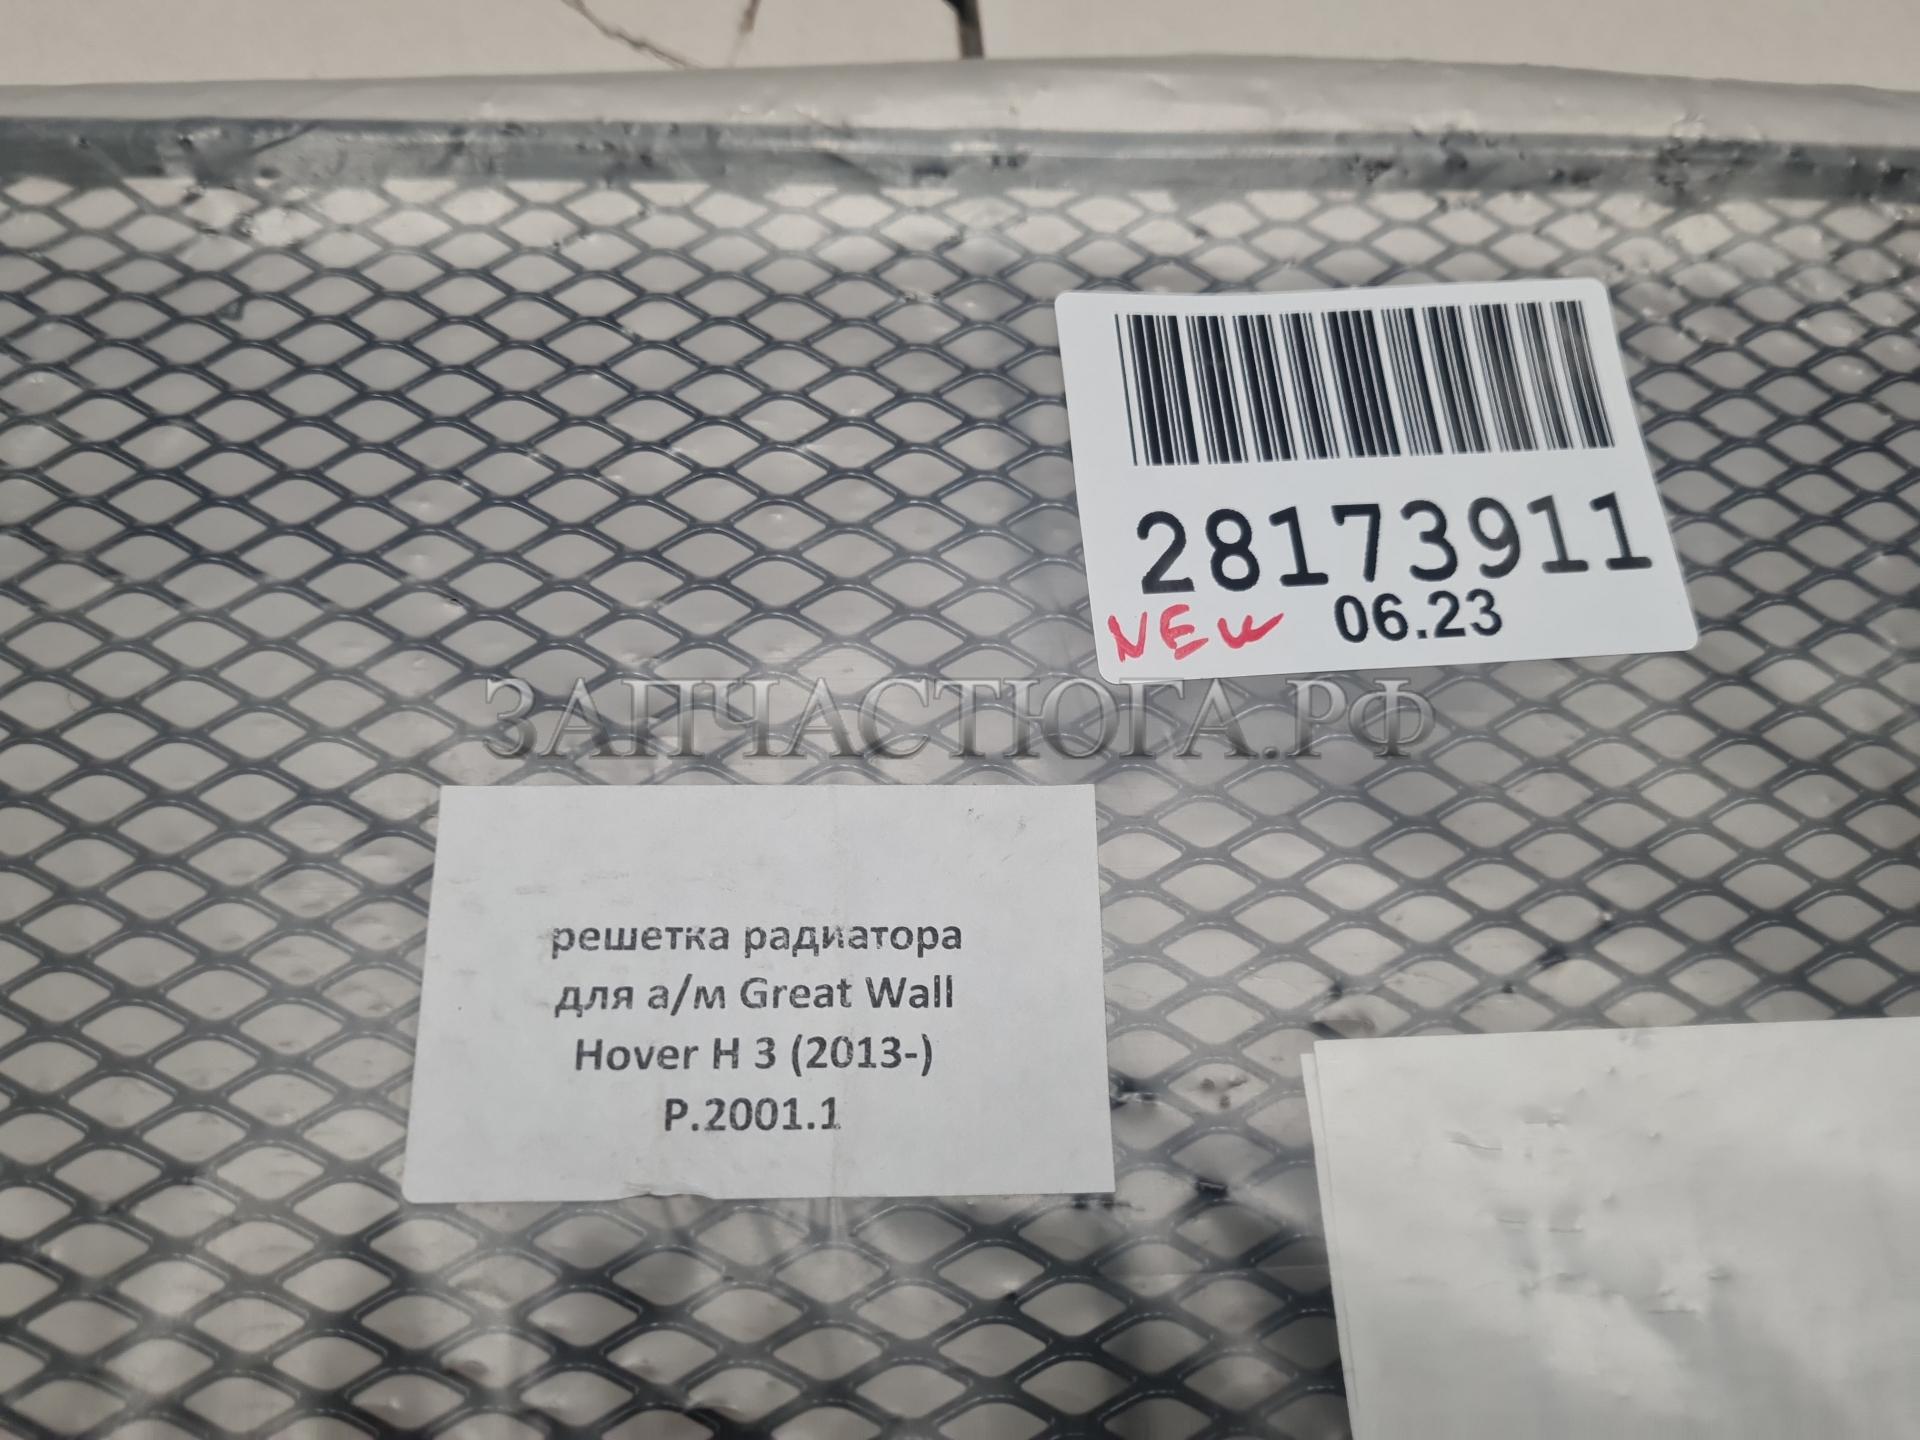 28173911
NEW 06.23
ЗАПЧАСТЮГА.РФ
решетка радиатора
для а/м Great Wall
Hover H 3 (2013-)
P.2001.1